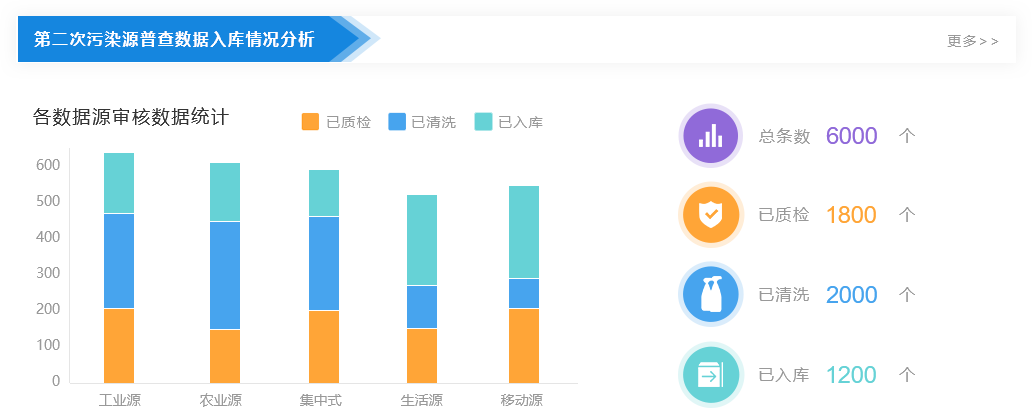 第二次污染源普查数据入库情况分析
更多>>
各数据源审核数据统计
已质检 已清洗 已入库
600
500
400
300
200
100
0
工业源 农业源 集中式 生活源 移动源
总条数 6000 个
已质检 1800 个
已清洗 2000 个
已入库 1200 个